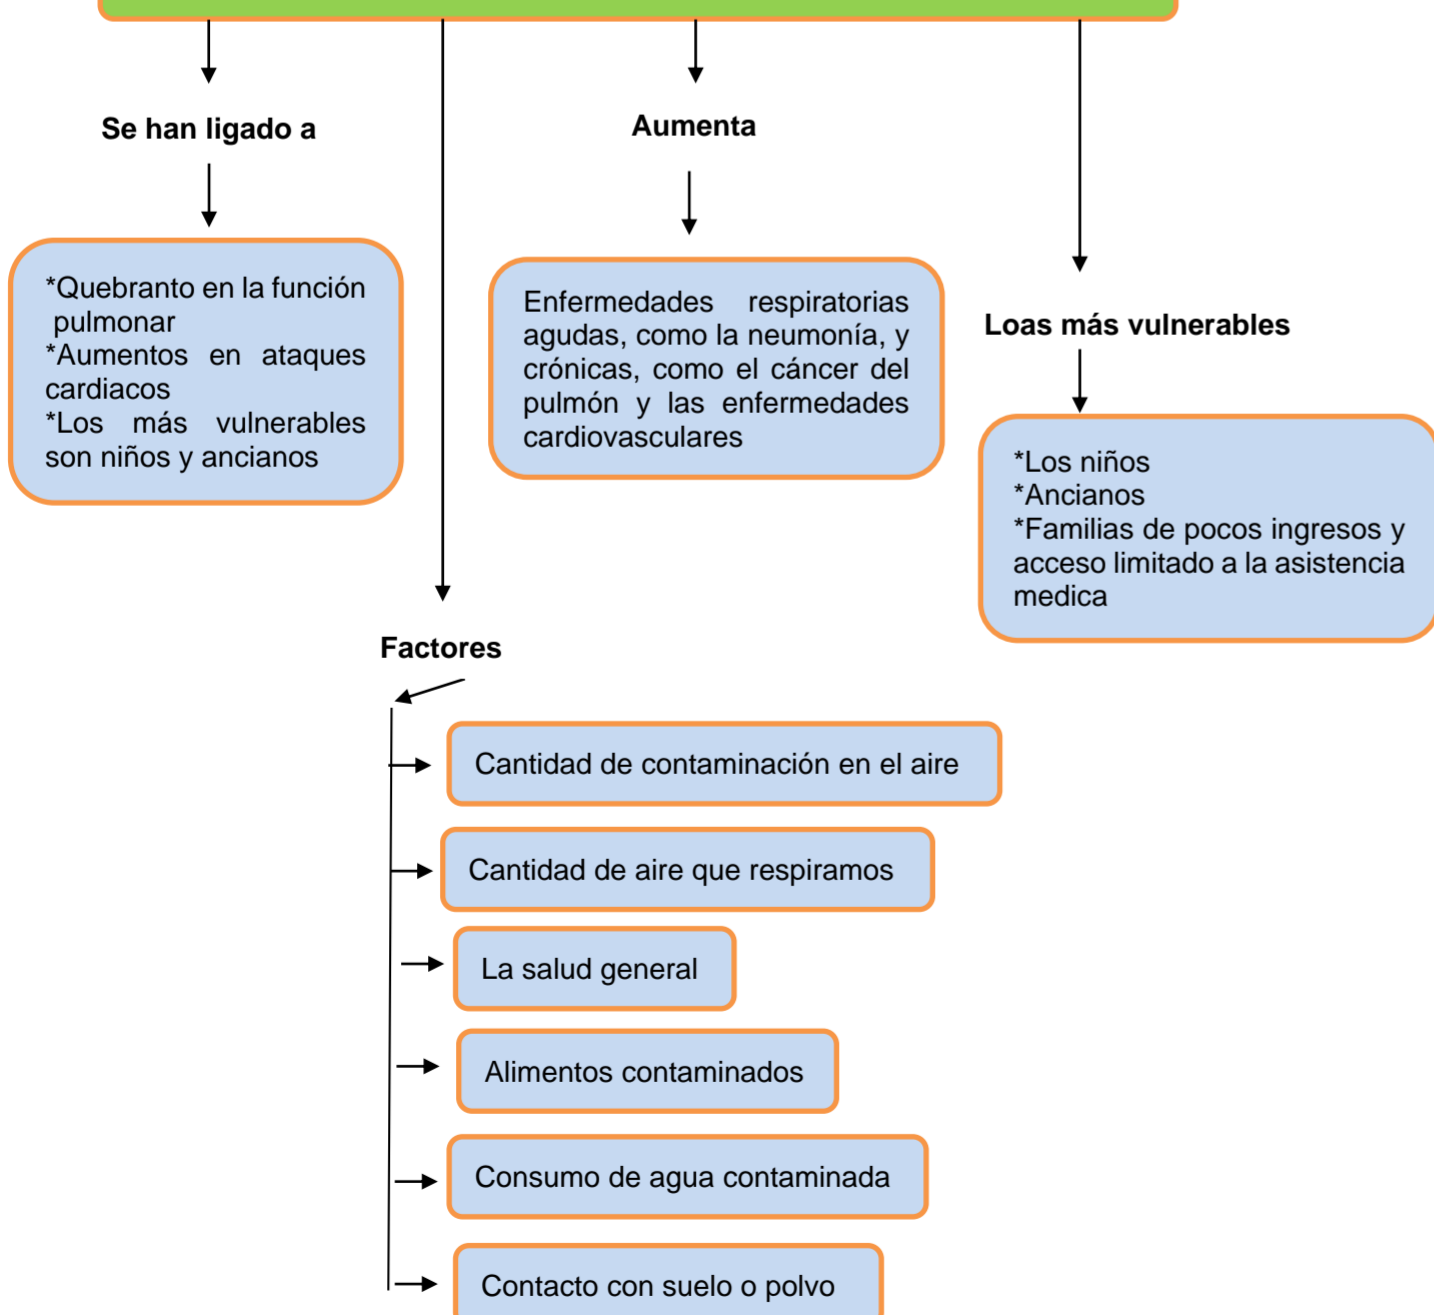 Se han ligado a
*Quebranto en la función
pulmonar
*Aumentos en ataques
cardiacos
*Los más vulnerables
son niños y ancianos
Aumenta
Enfermedades respiratorias
agudas, como la neumonía, y
crónicas, como el cáncer del
pulmón y las enfermedades
cardiovasculares
Loas más vulnerables
*Los niños
*Ancianos
*Familias de pocos ingresos y
acceso limitado a la asistencia
medica
Factores
Cantidad de contaminación en el aire
Cantidad de aire que respiramos
La salud general
Alimentos contaminados
Consumo de agua contaminada
Contacto con suelo o polvo